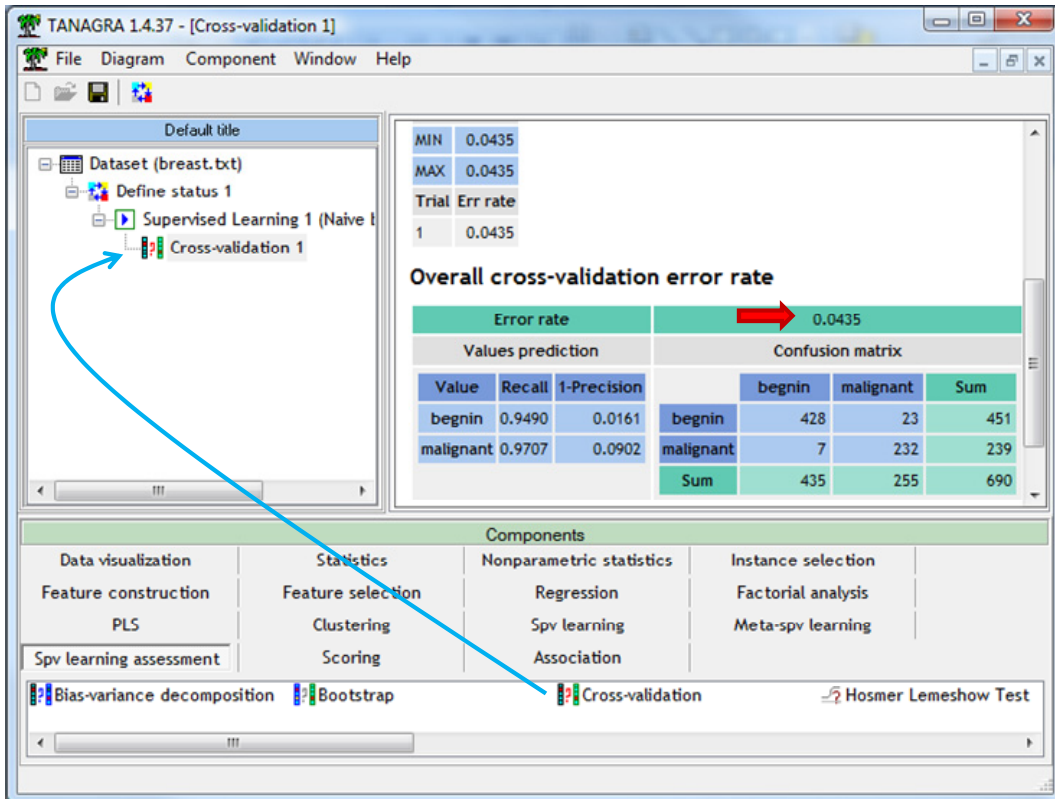 TANAGRA 1.4.37 - [Cross-validation 1]
File Diagram Component Window Help
Default title
Dataset (breast.txt)
Define status 1
Supervised Learning 1 (Naive b
Cross-validation 1
MIN 0.0435
MAX 0.0435
Trial Err rate
1 0.0435
Overall cross-validation error rate
Error rate 0.0435
Values prediction Confusion matrix
Value Recall 1-Precision begnin malignant Sum
begnin 0.9490 0.0161 begnin 428 23 451
malignant 0.9707 0.0902 malignant 7 232 239
Sum 435 255 690
Components
Data visualization Statistics Nonparametric statistics Instance selection
Feature construction Feature selection Regression Factorial analysis
PLS Clustering Spv learning Meta-spv learning
Spv learning assessment Scoring Association
Bias-variance decomposition Bootstrap Cross-validation Hosmer Lemeshow Test